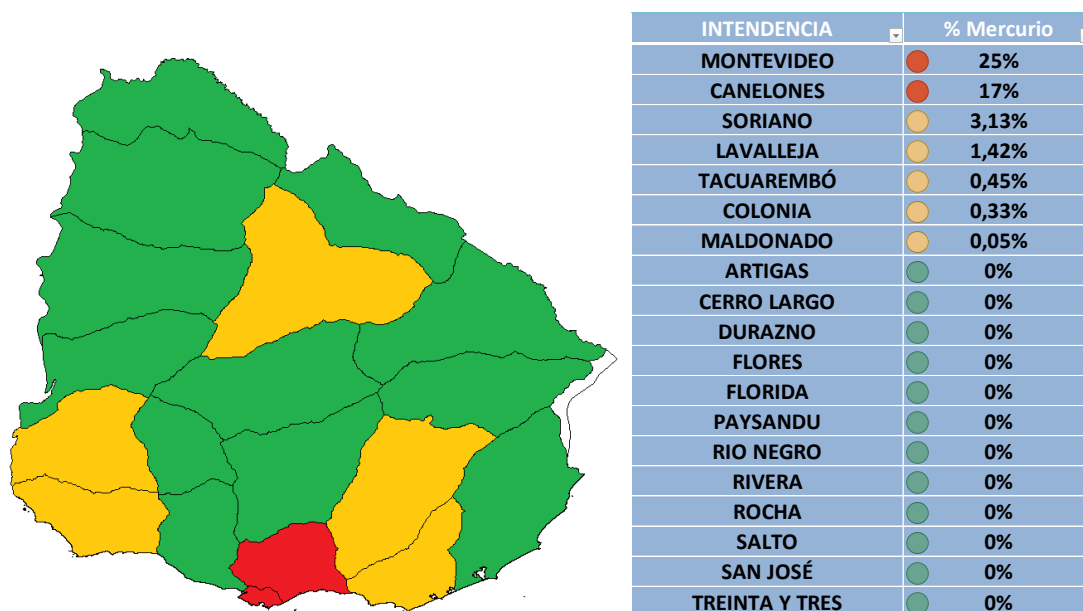 INTENDENCIA % Mercurio
MONTEVIDEO 25%
CANELONES 17%
SORIANO 3,13%
LAVALLEJA 1,42%
TACUAREMBÓ 0,45%
COLONIA 0,33%
MALDONADO 0,05%
ARTIGAS 0%
CERRO LARGO 0%
DURAZNO 0%
FLORES 0%
FLORIDA 0%
PAYSANDU 0%
RIO NEGRO 0%
RIVERA 0%
ROCHA 0%
SALTO 0%
SAN JOSÉ 0%
TREINTA Y TRES 0%